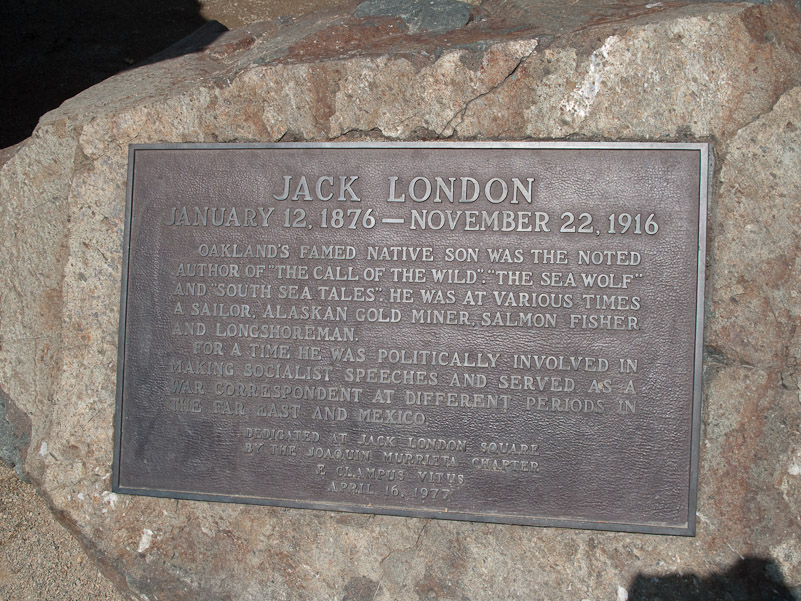 JACK LONDON
JANUARY 12, 1876 — NOVEMBER 22, 1916
OAKLAND'S FAMED NATIVE SON WAS THE NOTED
AUTHOR OF "THE CALL OF THE WILD", "THE SEA WOLF"
AND "SOUTH SEA TALES". HE WAS AT VARIOUS TIMES
A SAILOR, ALASKAN GOLD MINER, SALMON FISHER
AND LONGSHOREMAN.
FOR A TIME HE WAS POLITICALLY INVOLVED IN
MAKING SOCIALIST SPEECHES AND SERVED AS A
WAR CORRESPONDENT AT DIFFERENT PERIODS IN
THE FAR EAST AND MEXICO.
DEDICATED AT JACK LONDON SQUARE
BY THE JOAQUIN MURRIETA CHAPTER
E CLAMPUS VITUS
APRIL 16, 1977